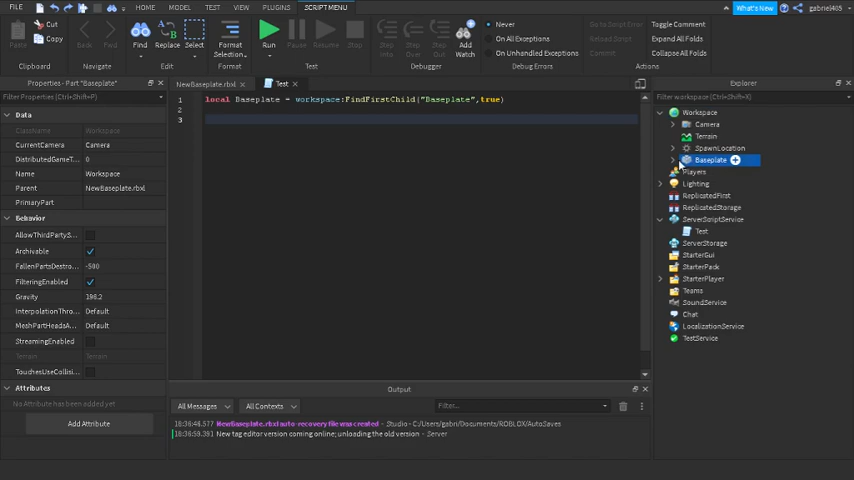 FILE HOME MODEL TEST VIEW PLUGINS SCRIPT MENU What's New gabriel405
Paste Cut Copy Back Fwd Find Replace Select Format Selection Run Pause Resume Stop Step Into Step Over Step Out Add Watch Never On All Exceptions On Unhandled Exceptions Go to Script Error Reload Script Commit Toggle Comment Expand All Folds Collapse All Folds
Clipboard Edit Format Debugger Debug Errors Actions
Properties - Part "Baseplate" NewBaseplate.rbxl Test Explorer
Filter Properties (Ctrl+Shift+P)
Filter workspace (Ctrl+Shift+X)
Data
ClassName Workspace
CurrentCamera Camera
DistributedGameT... 0
Name Workspace
Parent NewBaseplate.rbxl
PrimaryPart
Behavior
AllowThirdPartyS...
Archivable
FallenPartsDestro... -500
FilteringEnabled
Gravity 196.2
InterpolationThro... Default
MeshPartHeadsA... Default
StreamingEnabled
Terrain Terrain
TouchesUseCollisi...
Attributes
No Attribute has been added yet
Add Attribute
1 local Baseplate = workspace:FindFirstChild("Baseplate",true)
2
3
Workspace
Camera
Terrain
SpawnLocation
Baseplate
Players
Lighting
ReplicatedFirst
ReplicatedStorage
ServerScriptService
Test
ServerStorage
StarterGui
StarterPack
StarterPlayer
Teams
SoundService
Chat
LocalizationService
TestService
Output
All Messages All Contexts Filter...
18:36:46.577 NewBaseplate.rbxl auto-recovery file was created - Studio - C:/Users/gabri/Documents/ROBLOX/AutoSaves
18:36:59.391 New tag editor version coming online; unloading the old version - Server